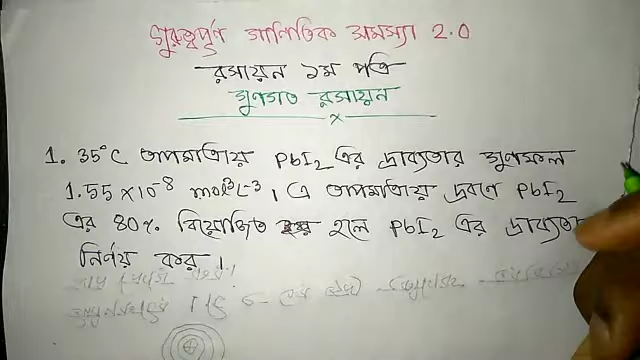 গুরুত্বপূর্ণ গাণিতিক সমস্যা 2.0
রসায়ন ১ম পত্র
গুণগত রসায়ন
x
1. 35°C তাপমাত্রায় PbI₂ এর দ্রাব্যতার গুণফল
1.55 × 10⁻⁸ mol³L⁻³, এ তাপমাত্রায় দ্রবণে PbI₂
এর 80% বিয়োজিত হলে PbI₂ এর দ্রাব্যতা
নির্ণয় কর।